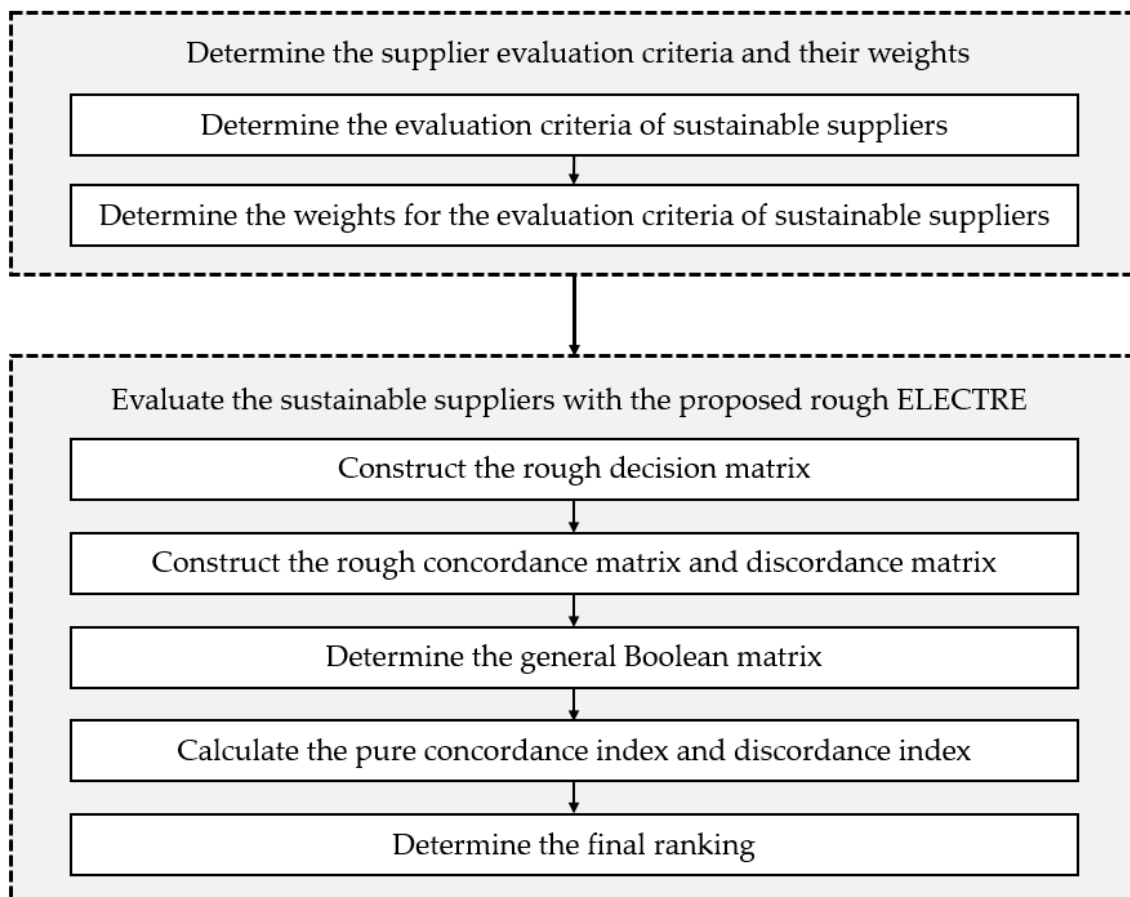 Determine the supplier evaluation criteria and their weights
Determine the evaluation criteria of sustainable suppliers
Determine the weights for the evaluation criteria of sustainable suppliers
Evaluate the sustainable suppliers with the proposed rough ELECTRE
Construct the rough decision matrix
Construct the rough concordance matrix and discordance matrix
Determine the general Boolean matrix
Calculate the pure concordance index and discordance index
Determine the final ranking